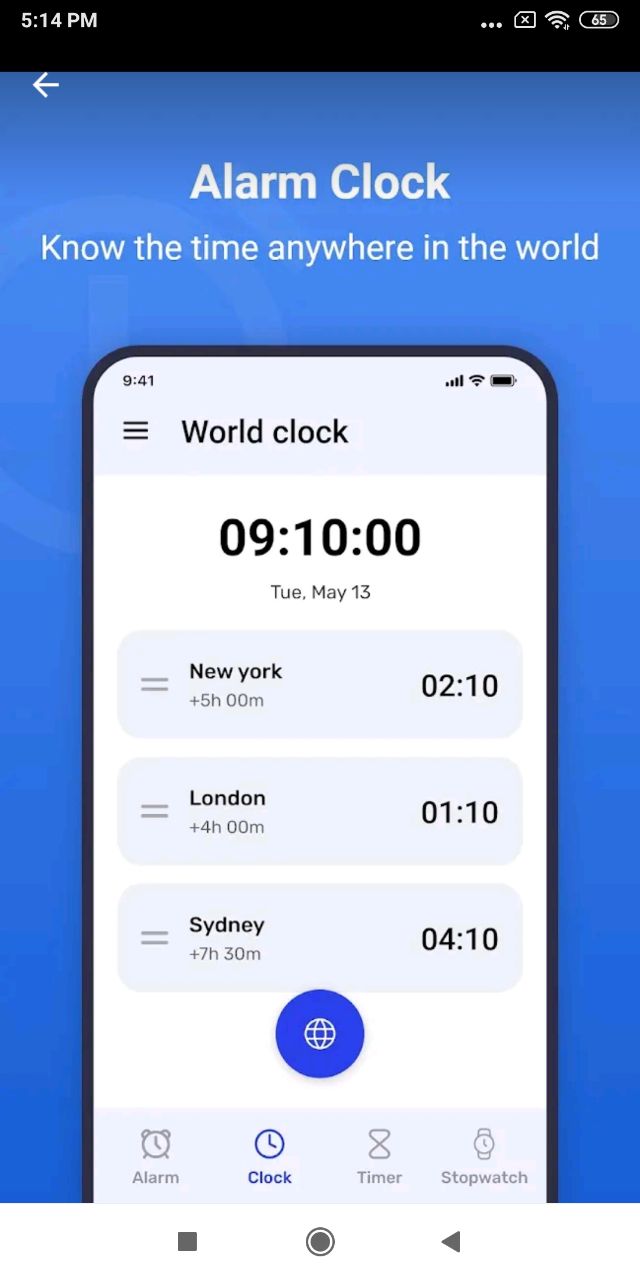 5:14 PM
65
Alarm Clock
Know the time anywhere in the world
9:41
World clock
09:10:00
Tue, May 13
New york
+5h 00m
02:10
London
+4h 00m
01:10
Sydney
+7h 30m
04:10
Alarm
Clock
Timer
Stopwatch